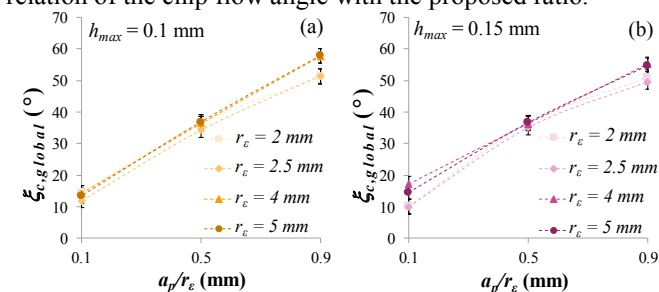 relation of the chip flow angle with the proposed ratio.
(a)
h_max = 0.1 mm
70
60
50
40
30
20
10
0
ξ_c,global (°)
r_ε = 2 mm
r_ε = 2.5 mm
r_ε = 4 mm
r_ε = 5 mm
0.1 0.5 0.9
a_p/r_ε (mm)
(b)
h_max = 0.15 mm
70
60
50
40
30
20
10
0
ξ_c,global (°)
r_ε = 2 mm
r_ε = 2.5 mm
r_ε = 4 mm
r_ε = 5 mm
0.1 0.5 0.9
a_p/r_ε (mm)